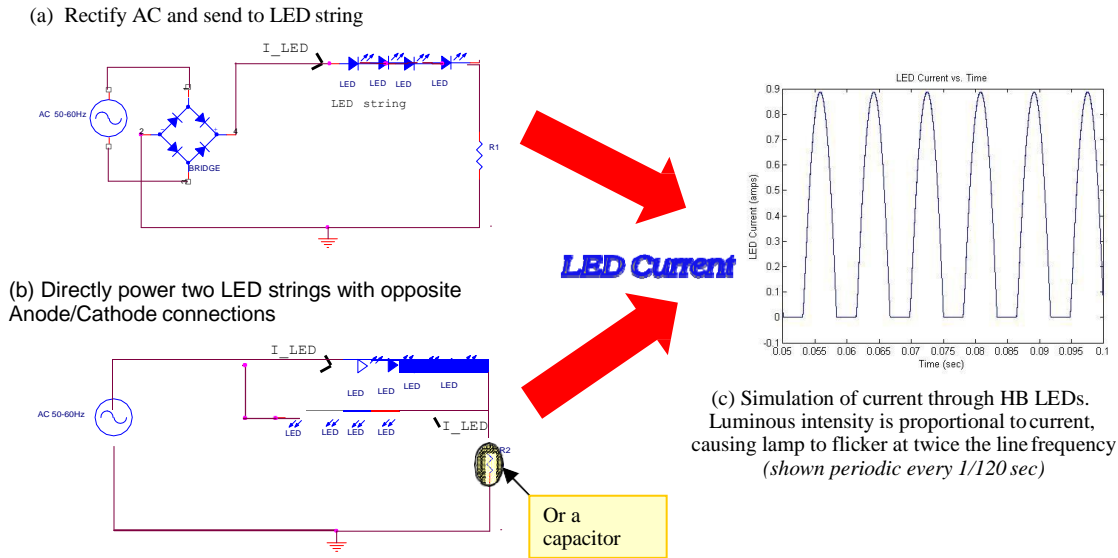 (a) Rectify AC and send to LED string
I_LED
LED LED LED LED
LED string
AC 50-60Hz
1
2
4
3
BRIDGE
R1
(b) Directly power two LED strings with opposite
Anode/Cathode connections
I_LED
LED LED LED LED
AC 50-60Hz
LED LED LED LED
I_LED
R2
Or a
capacitor
LED Current
LED Current vs. Time
LED Current (amps)
0.9
0.8
0.7
0.6
0.5
0.4
0.3
0.2
0.1
0
-0.1
0.05 0.055 0.06 0.065 0.07 0.075 0.08 0.085 0.09 0.095 0.1
Time (sec)
(c) Simulation of current through HB LEDs.
Luminous intensity is proportional to current,
causing lamp to flicker at twice the line frequency
(shown periodic every 1/120 sec)